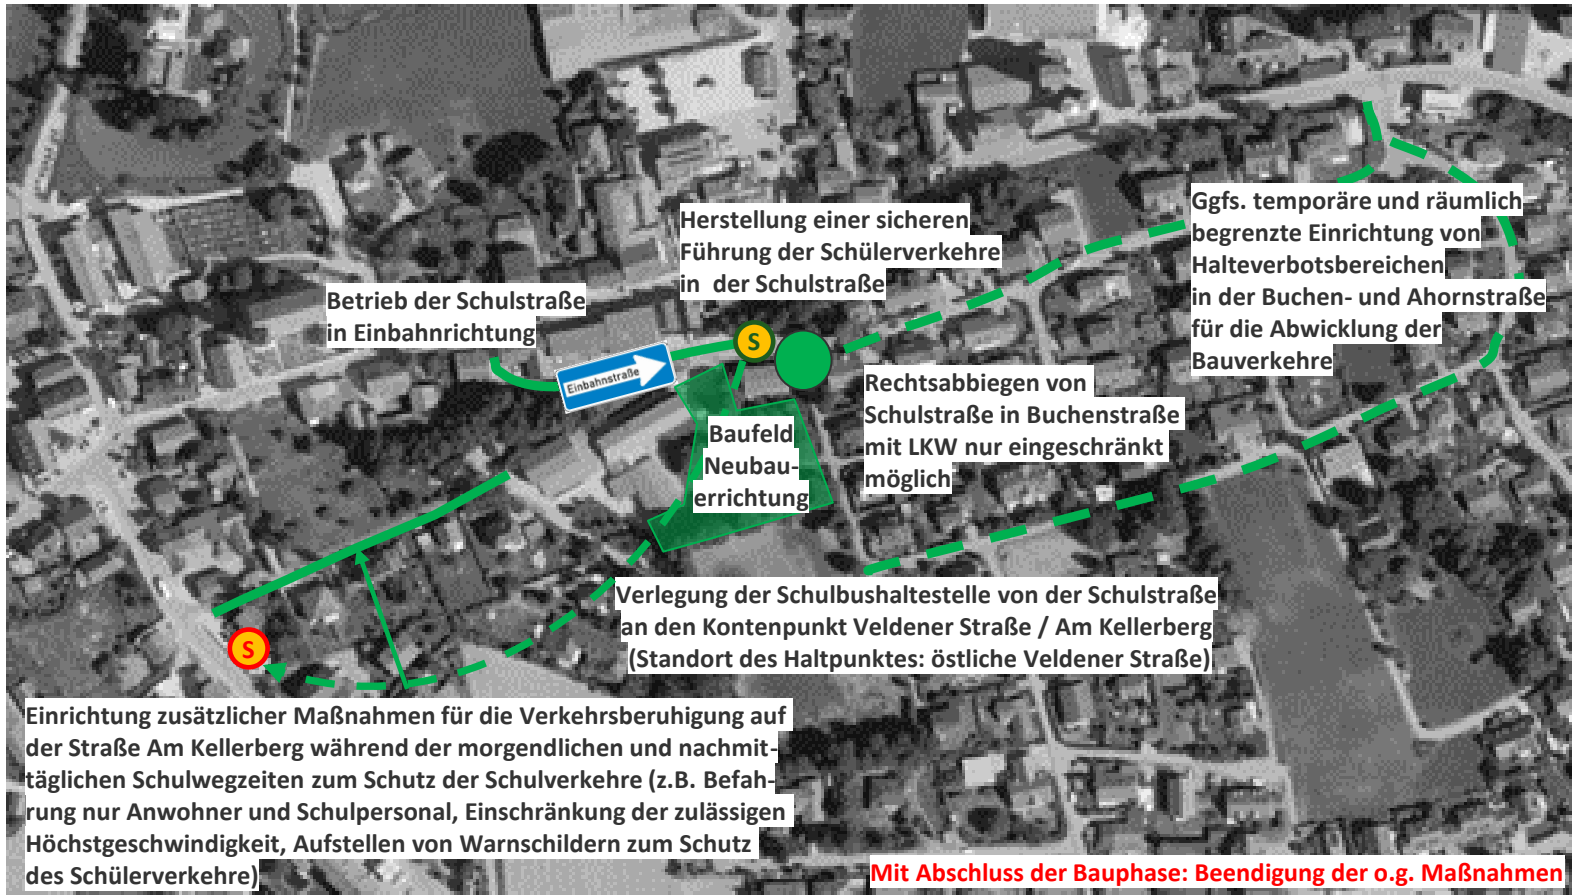 Herstellung einer sicheren
Führung der Schülerverkehre
in der Schulstraße
Ggfs. temporäre und räumlich
begrenzte Einrichtung von
Halteverbotsbereichen
in der Buchen- und Ahornstraße
für die Abwicklung der
Bauverkehre
Betrieb der Schulstraße
in Einbahnrichtung
S
Einbahnstraße
Rechtsabbiegen von
Schulstraße in Buchenstraße
mit LKW nur eingeschränkt
möglich
Baufeld
Neubau-
errichtung
Verlegung der Schulbushaltestelle von der Schulstraße
an den Kontenpunkt Veldener Straße / Am Kellerberg
(Standort des Haltpunktes: östliche Veldener Straße)
S
Einrichtung zusätzlicher Maßnahmen für die Verkehrsberuhigung auf
der Straße Am Kellerberg während der morgendlichen und nachmit-
täglichen Schulwegzeiten zum Schutz der Schulverkehre (z.B. Befah-
rung nur Anwohner und Schulpersonal, Einschränkung der zulässigen
Höchstgeschwindigkeit, Aufstellen von Warnschildern zum Schutz
des Schülerverkehre)
Mit Abschluss der Bauphase: Beendigung der o.g. Maßnahmen